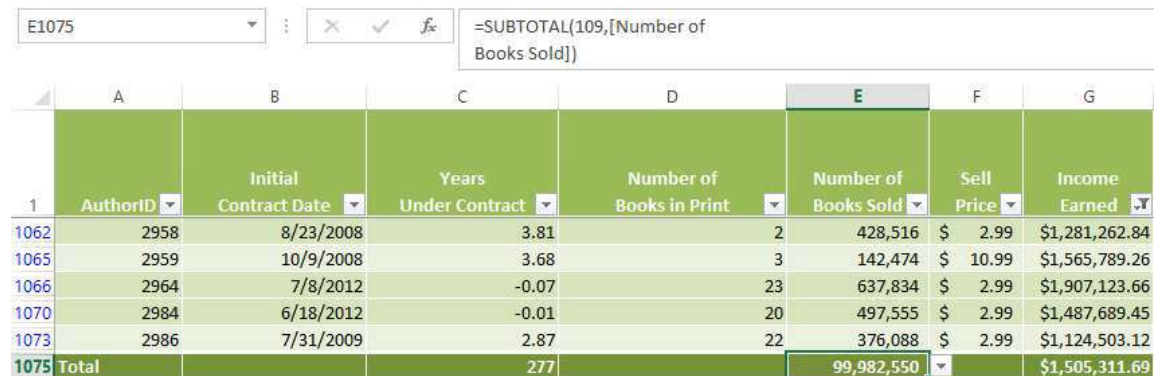 E1075 fx =SUBTOTAL(109,[Number of
Books Sold])
A B C D E F G
Initial Years Number of Number of Sell Income
1 AuthorID Contract Date Under Contract Books in Print Books Sold Price Earned
1062 2958 8/23/2008 3.81 2 428,516 $ 2.99 $1,281,262.84
1065 2959 10/9/2008 3.68 3 142,474 $ 10.99 $1,565,789.26
1066 2964 7/8/2012 -0.07 23 637,834 $ 2.99 $1,907,123.66
1070 2984 6/18/2012 -0.01 20 497,555 $ 2.99 $1,487,689.45
1073 2986 7/31/2009 2.87 22 376,088 $ 2.99 $1,124,503.12
1075 Total 277 99,982,550 $1,505,311.69